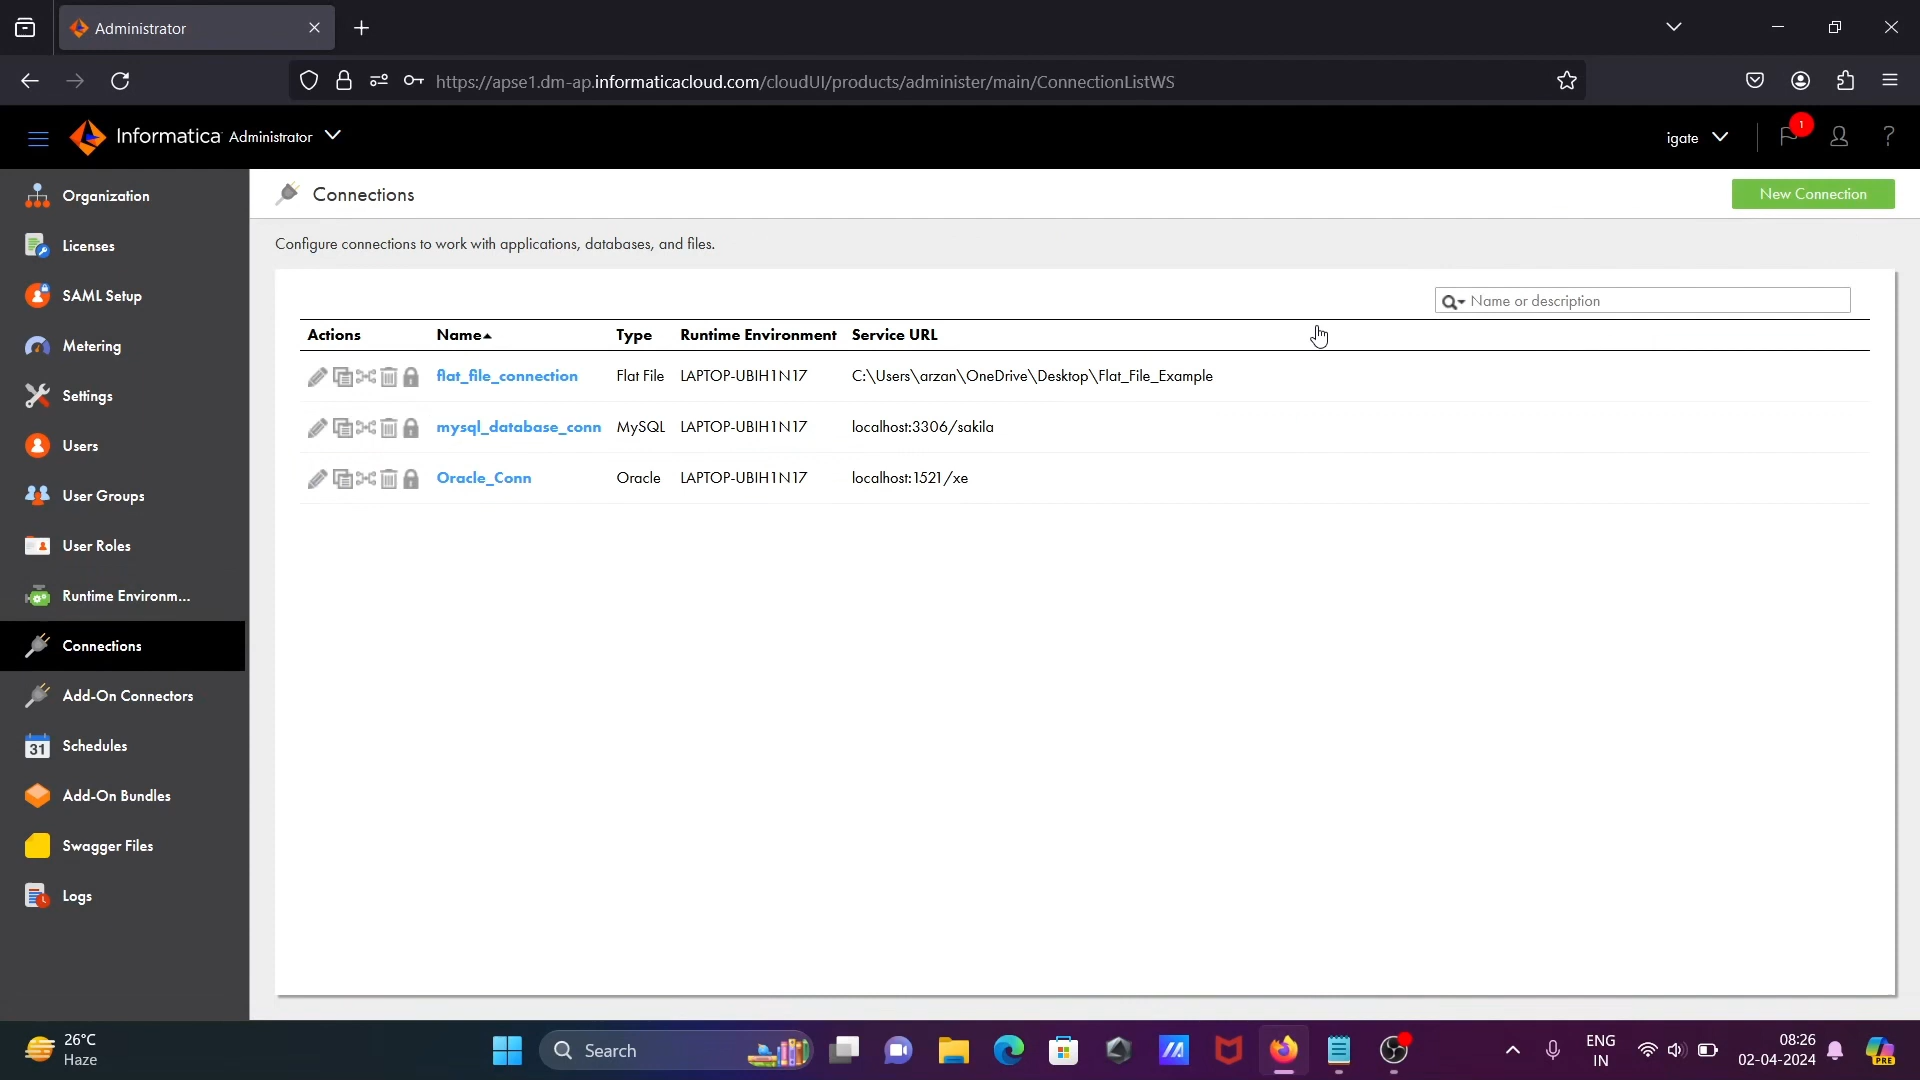 Administrator
https://apse1.dm-ap.informaticacloud.com/cloudUI/products/administer/main/ConnectionListWS
Informatica Administrator
igate
1
?
Organization
Licenses
SAML Setup
Metering
Settings
Users
User Groups
User Roles
Runtime Environm...
Connections
Add-On Connectors
31 Schedules
Add-On Bundles
Swagger Files
Logs
Connections
New Connection
Configure connections to work with applications, databases, and files.
Name or description
Actions Name Type Runtime Environment Service URL
flat_file_connection Flat File LAPTOP-UBIH1N17 C:\Users\arzan\OneDrive\Desktop\Flat_File_Example
mysql_database_conn MySQL LAPTOP-UBIH1N17 localhost:3306/sakila
Oracle_Conn Oracle LAPTOP-UBIH1N17 localhost:1521/xe
26°C
Haze
Search
ENG
IN
08:26
02-04-2024
PRE